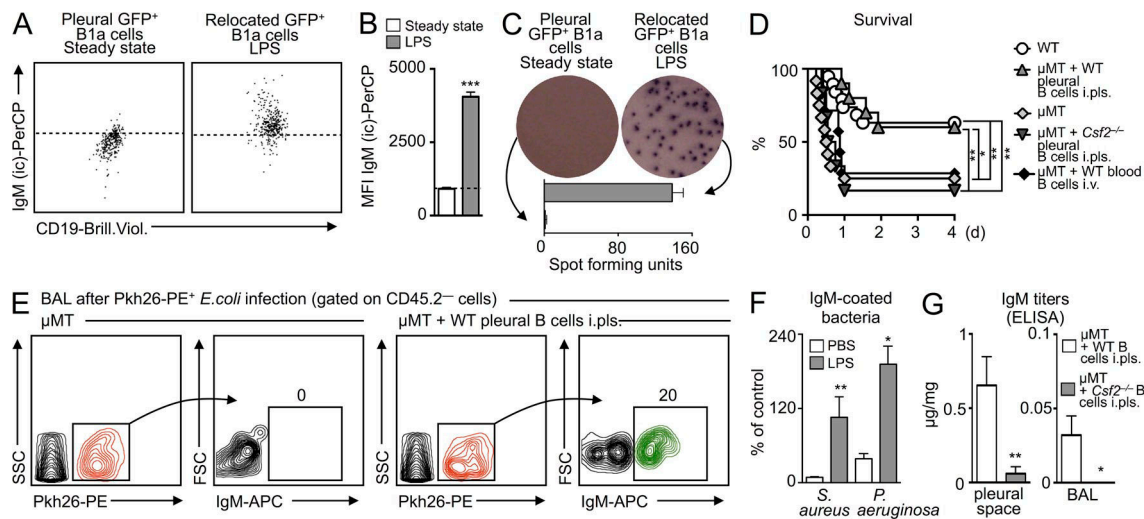 A
Pleural GFP⁺
B1a cells
Steady state
Relocated GFP⁺
B1a cells
LPS
IgM (ic)-PerCP
CD19-Brill.Viol.
B
Steady state
LPS
MFI IgM (ic)-PerCP
5000
2500
0
***
C
Pleural
GFP⁺ B1a
cells
Steady state
Relocated
GFP⁺ B1a
cells
LPS
0
80
160
Spot forming units
D
Survival
%
100
50
0
0
1
2
3
4
(d)
**
*
**
**
WT
µMT + WT
pleural
B cells i.pls.
µMT
µMT + Csf2⁻/⁻
pleural
B cells i.pls.
µMT + WT blood
B cells i.v.
E
BAL after Pkh26-PE⁺ E.coli infection (gated on CD45.2⁻ cells)
µMT
µMT + WT pleural B cells i.pls.
SSC
Pkh26-PE
FSC
0
IgM-APC
SSC
Pkh26-PE
FSC
20
IgM-APC
F
IgM-coated
bacteria
PBS
LPS
% of control
240
120
0
**
*
S.
aureus
P.
aeruginosa
G
IgM titers
(ELISA)
µg/mg
1
0.5
0
**
pleural
space
0.1
0.05
0
*
BAL
µMT
+ WT B
cells i.pls.
µMT
+ Csf2⁻/⁻ B
cells i.pls.